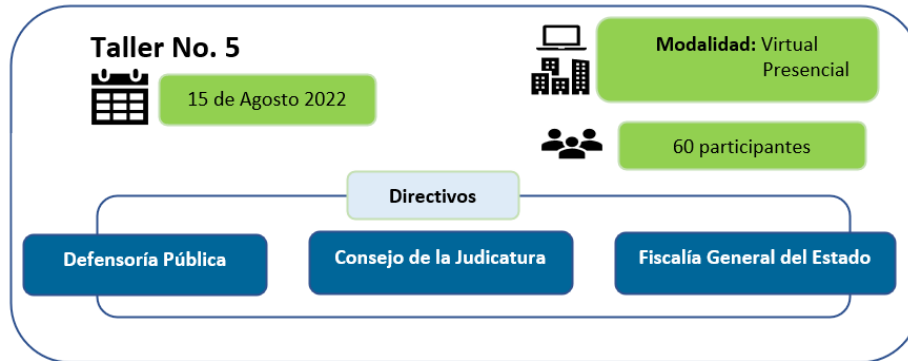 Taller No. 5
15 de Agosto 2022
Modalidad: Virtual
Presencial
60 participantes
Directivos
Defensoría Pública
Consejo de la Judicatura
Fiscalía General del Estado